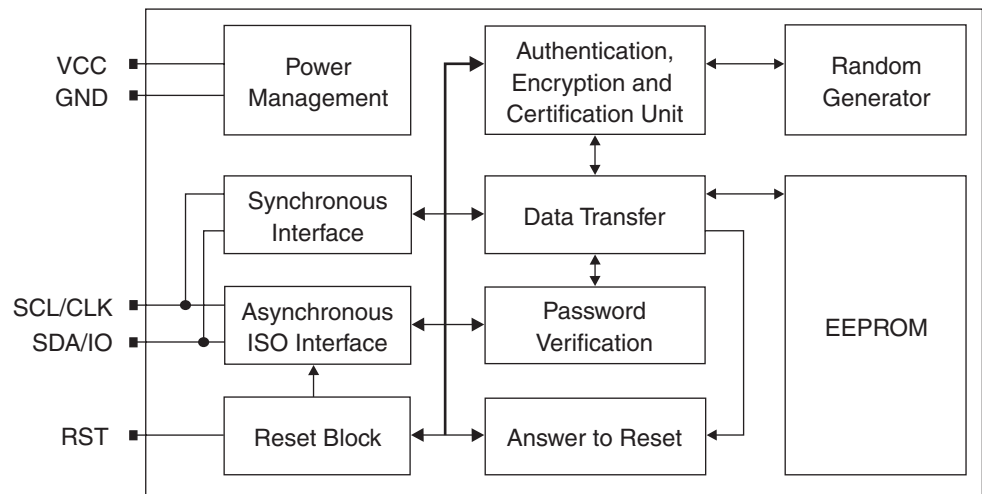 VCC
GND
Power
Management
Authentication,
Encryption and
Certification Unit
Random
Generator
Synchronous
Interface
Data Transfer
SCL/CLK
SDA/IO
Asynchronous
ISO Interface
Password
Verification
EEPROM
RST
Reset Block
Answer to Reset